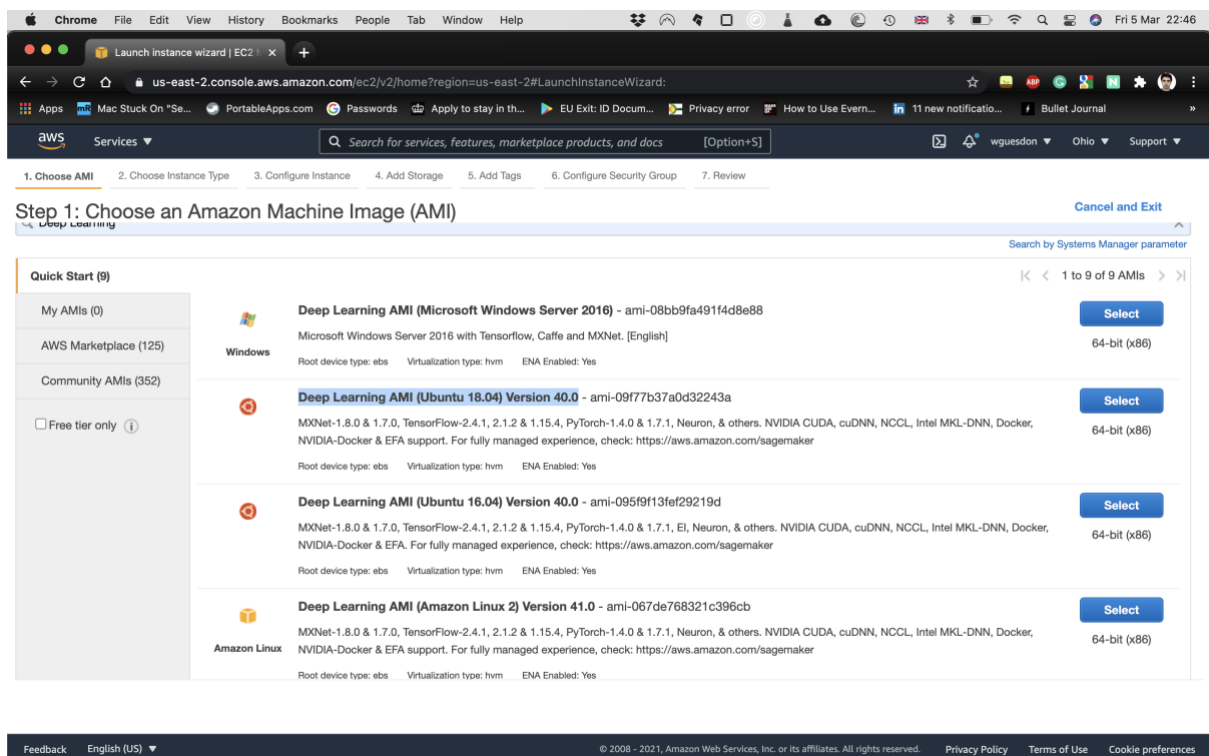 Chrome File Edit View History Bookmarks People Tab Window Help Fri 5 Mar 22:46
Launch instance wizard | EC2
us-east-2.console.aws.amazon.com/ec2/v2/home?region=us-east-2#LaunchInstanceWizard:
Apps Mac Stuck On "Se... PortableApps.com Passwords Apply to stay in th... EU Exit: ID Docum... Privacy error How to Use Evern... 11 new notificatio... Bullet Journal »
aws Services ▼ Search for services, features, marketplace products, and docs [Option+S] wguesdon ▼ Ohio ▼ Support ▼
1. Choose AMI 2. Choose Instance Type 3. Configure Instance 4. Add Storage 5. Add Tags 6. Configure Security Group 7. Review
Step 1: Choose an Amazon Machine Image (AMI) Cancel and Exit
Deep Learning
Search by Systems Manager parameter
Quick Start (9) 1 to 9 of 9 AMIs
My AMIs (0)
AWS Marketplace (125)
Community AMIs (352)
Free tier only
Deep Learning AMI (Microsoft Windows Server 2016) - ami-08bb9fa491f4d8e88 Select
Microsoft Windows Server 2016 with Tensorflow, Caffe and MXNet. [English] 64-bit (x86)
Windows
Root device type: ebs Virtualization type: hvm ENA Enabled: Yes
Deep Learning AMI (Ubuntu 18.04) Version 40.0 - ami-09f77b37a0d32243a Select
MXNet-1.8.0 & 1.7.0, TensorFlow-2.4.1, 2.1.2 & 1.15.4, PyTorch-1.4.0 & 1.7.1, Neuron, & others. NVIDIA CUDA, cuDNN, NCCL, Intel MKL-DNN, Docker, 64-bit (x86)
NVIDIA-Docker & EFA support. For fully managed experience, check: https://aws.amazon.com/sagemaker
Root device type: ebs Virtualization type: hvm ENA Enabled: Yes
Deep Learning AMI (Ubuntu 16.04) Version 40.0 - ami-095f9f13fef29219d Select
MXNet-1.8.0 & 1.7.0, TensorFlow-2.4.1, 2.1.2 & 1.15.4, PyTorch-1.4.0 & 1.7.1, EI, Neuron, & others. NVIDIA CUDA, cuDNN, NCCL, Intel MKL-DNN, Docker, 64-bit (x86)
NVIDIA-Docker & EFA. For fully managed experience, check: https://aws.amazon.com/sagemaker
Root device type: ebs Virtualization type: hvm ENA Enabled: Yes
Deep Learning AMI (Amazon Linux 2) Version 41.0 - ami-067de768321c396cb Select
MXNet-1.8.0 & 1.7.0, TensorFlow-2.4.1, 2.1.2 & 1.15.4, PyTorch-1.4.0 & 1.7.1, Neuron, & others. NVIDIA CUDA, cuDNN, NCCL, Intel MKL-DNN, Docker, 64-bit (x86)
Amazon Linux NVIDIA-Docker & EFA support. For fully managed experience, check: https://aws.amazon.com/sagemaker
Root device type: ebs Virtualization type: hvm ENA Enabled: Yes
Feedback English (US) ▼ © 2008 - 2021, Amazon Web Services, Inc. or its affiliates. All rights reserved. Privacy Policy Terms of Use Cookie preferences